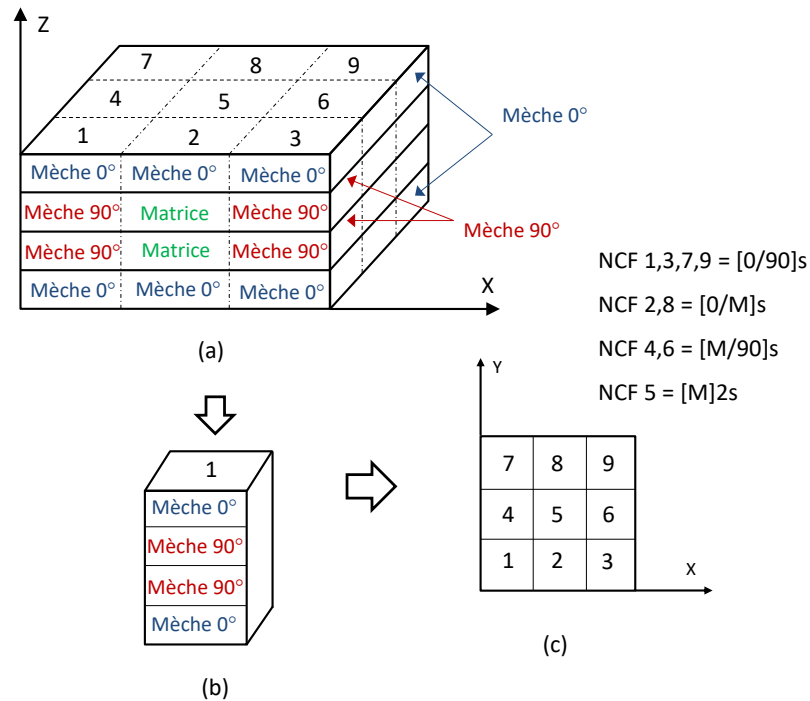 Z
7 8 9
4 5 6
1 2 3
Mèche 0°
Mèche 0° Mèche 0° Mèche 0°
Mèche 90° Matrice Mèche 90°
Mèche 90°
Mèche 90° Matrice Mèche 90°
Mèche 0° Mèche 0° Mèche 0°
X
(a)
NCF 1,3,7,9 = [0/90]s
NCF 2,8 = [0/M]s
NCF 4,6 = [M/90]s
NCF 5 = [M]2s
1
Mèche 0°
Mèche 90°
Mèche 90°
Mèche 0°
(b)
Y
7 8 9
4 5 6
1 2 3
X
(c)